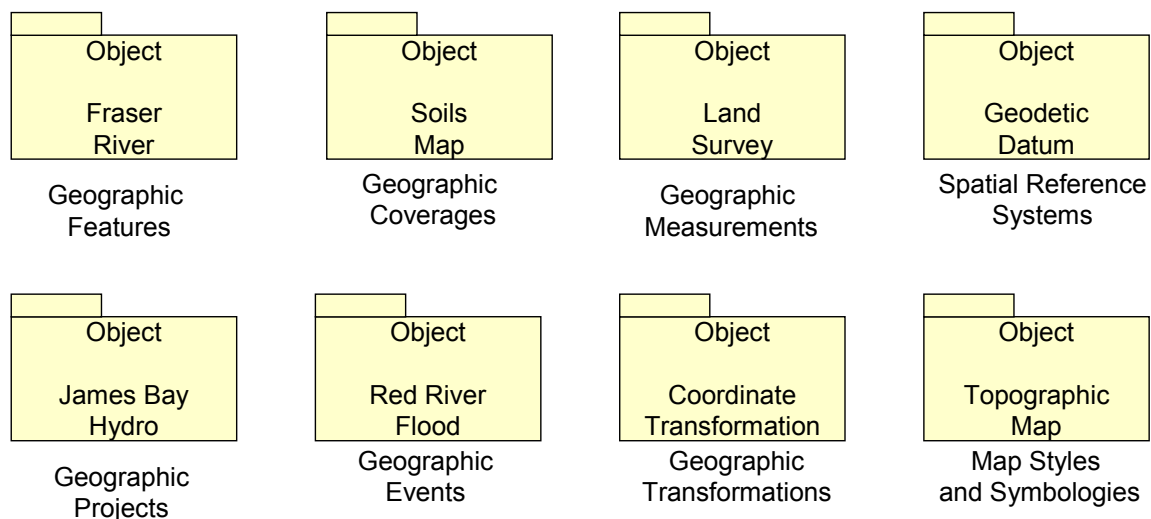 Object
Fraser
River
Geographic
Features
Object
Soils
Map
Geographic
Coverages
Object
Land
Survey
Geographic
Measurements
Object
Geodetic
Datum
Spatial Reference
Systems
Object
James Bay
Hydro
Geographic
Projects
Object
Red River
Flood
Geographic
Events
Object
Coordinate
Transformation
Geographic
Transformations
Object
Topographic
Map
Map Styles
and Symbologies